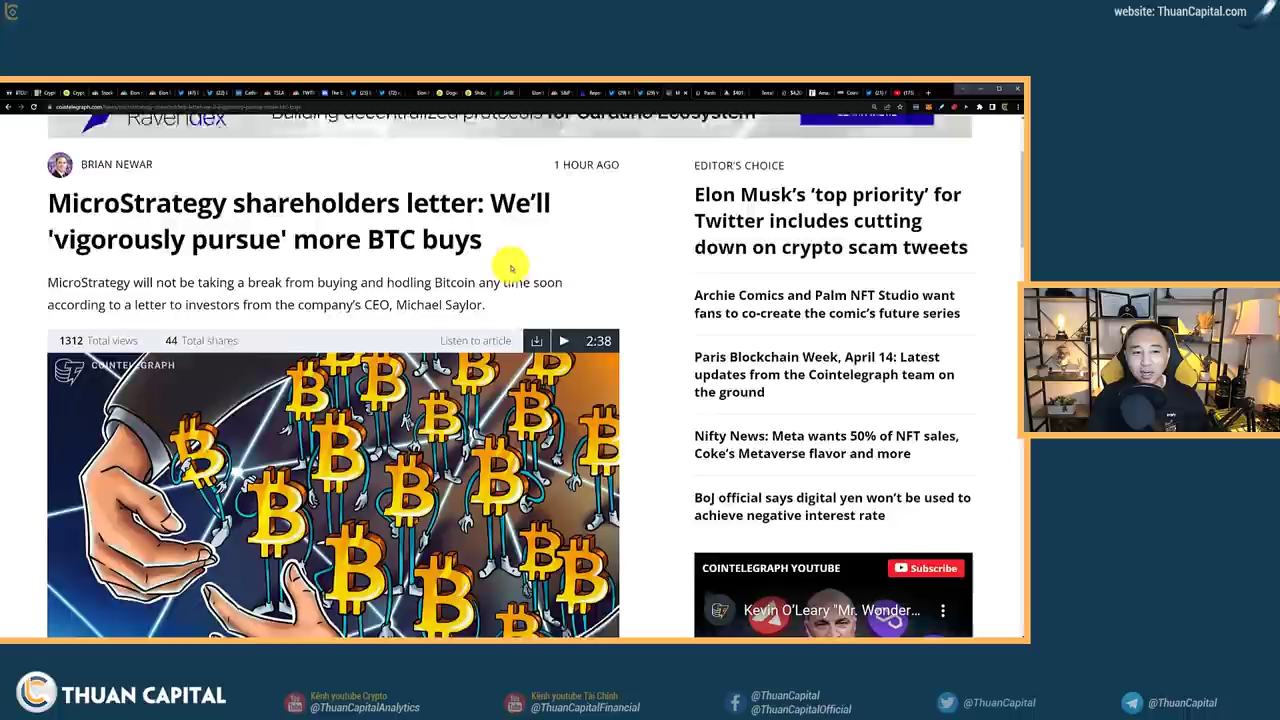 website: ThuanCapital.com
Ravendex
Building decentralized protocols for Cardano Ecosystem
BRIAN NEWAR
1 HOUR AGO
MicroStrategy shareholders letter: We'll
'vigorously pursue' more BTC buys
MicroStrategy will not be taking a break from buying and hodling Bitcoin any time soon
according to a letter to investors from the company's CEO, Michael Saylor.
1312 Total views
44 Total shares
Listen to article
2:38
COINTELEGRAPH
EDITOR'S CHOICE
Elon Musk's 'top priority' for
Twitter includes cutting
down on crypto scam tweets
Archie Comics and Palm NFT Studio want
fans to co-create the comic's future series
Paris Blockchain Week, April 14: Latest
updates from the Cointelegraph team on
the ground
Nifty News: Meta wants 50% of NFT sales,
Coke's Metaverse flavor and more
BoJ official says digital yen won't be used to
achieve negative interest rate
COINTELEGRAPH YOUTUBE
Subscribe
Kevin O'Leary "Mr. Wonder...
THUAN CAPITAL
Kênh youtube Crypto
@ThuanCapitalAnalytics
Kênh youtube Tài Chính
@ThuanCapitalFinancial
@ThuanCapital
@ThuanCapitalOfficial
@ThuanCapital
@ThuanCapital